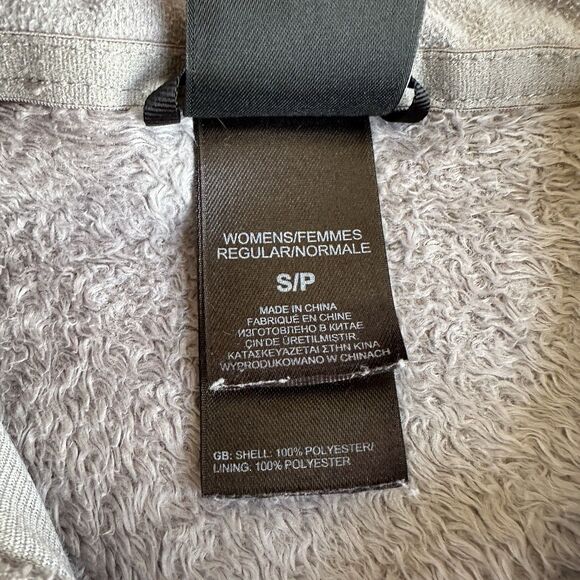 WOMENS/FEMMES
REGULAR/NORMALE
S/P
MADE IN CHINA
FABRIQUÉ EN CHINE
ИЗГОТОВЛЕНО В КИТАЕ
ÇIN'DE ÜRETILMISTIR.
ΚΑΤΑΣΚΕΥΑΖΕΤΑΙ ΣΤΗΝ ΚΙΝΑ
WYPRODUKOWANO W CHINACH
GB: SHELL: 100% POLYESTER/
LINING: 100% POLYESTER